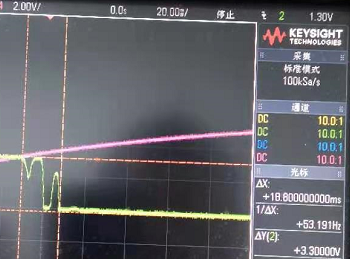 2.00V/ 0.0s 20.00ms/ 停止 2 1.30V
KEYSIGHT
TECHNOLOGIES
采集
标准模式
100kSa/s
通道
DC 10.0:1
DC 10.0:1
DC 10.0:1
DC 10.0:1
光标
ΔX:
+18.800000000ms
1/ΔX:
+53.191Hz
ΔY(2):
+3.30000V